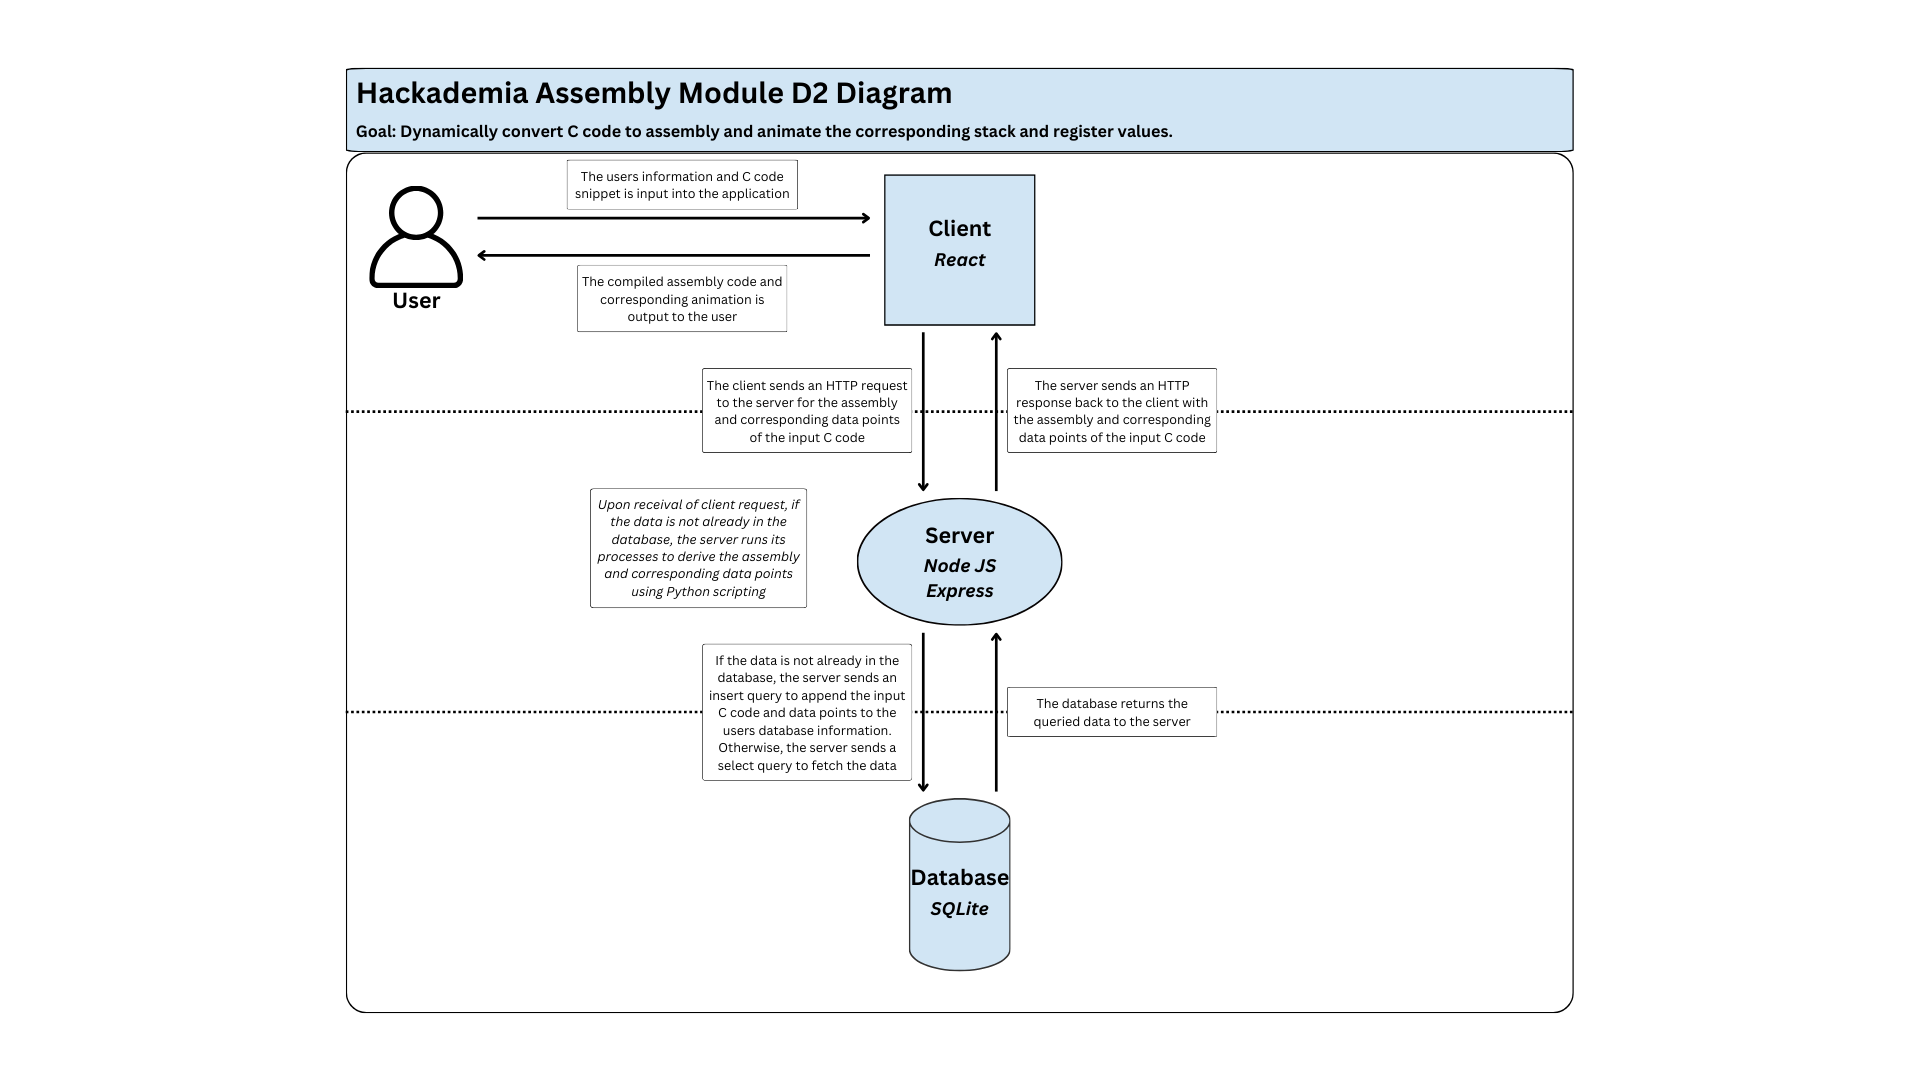 Hackademia Assembly Module D2 Diagram
Goal: Dynamically convert C code to assembly and animate the corresponding stack and register values.
The users information and C code
snippet is input into the application
Client
React
The compiled assembly code and
corresponding animation is
output to the user
User
The client sends an HTTP request
to the server for the assembly
and corresponding data points
of the input C code
The server sends an HTTP
response back to the client with
the assembly and corresponding
data points of the input C code
Upon receival of client request, if
the data is not already in the
database, the server runs its
processes to derive the assembly
and corresponding data points
using Python scripting
Server
Node JS
Express
If the data is not already in the
database, the server sends an
insert query to append the input
C code and data points to the
users database information.
Otherwise, the server sends a
select query to fetch the data
The database returns the
queried data to the server
Database
SQLite